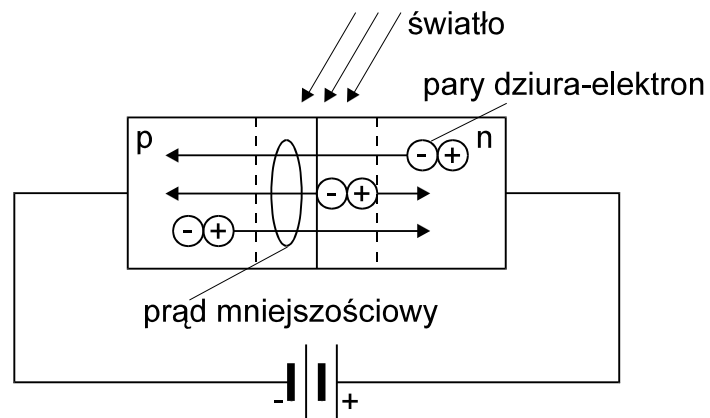 światło
pary dziura-elektron
p
n
- +
- +
- +
prąd mniejszościowy
- +